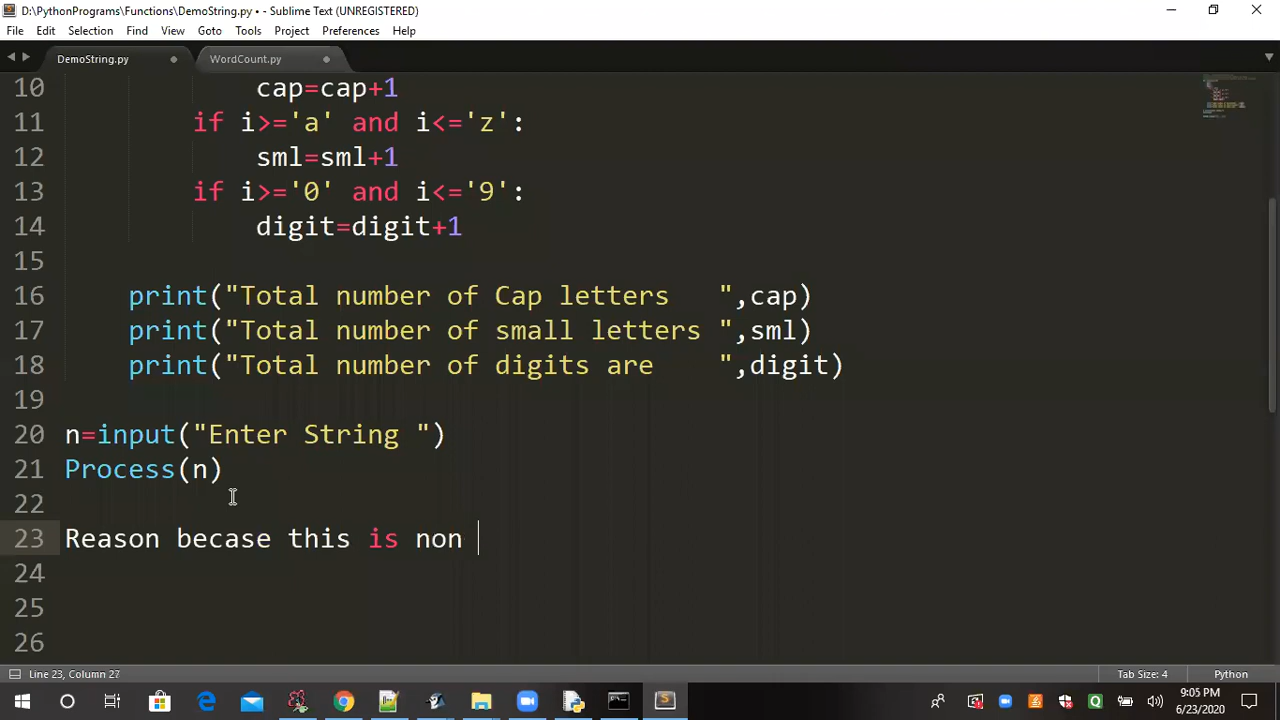 D:\PythonPrograms\Functions\DemoString.py • - Sublime Text (UNREGISTERED)
File Edit Selection Find View Goto Tools Project Preferences Help
DemoString.py WordCount.py
10 cap=cap+1
11 if i>='a' and i<='z':
12 sml=sml+1
13 if i>='0' and i<='9':
14 digit=digit+1
15
16 print("Total number of Cap letters   ",cap)
17 print("Total number of small letters ",sml)
18 print("Total number of digits are    ",digit)
19
20 n=input("Enter String ")
21 Process(n)
22
23 Reason becase this is non
24
25
26
Line 23, Column 27 Tab Size: 4 Python
9:05 PM
6/23/2020